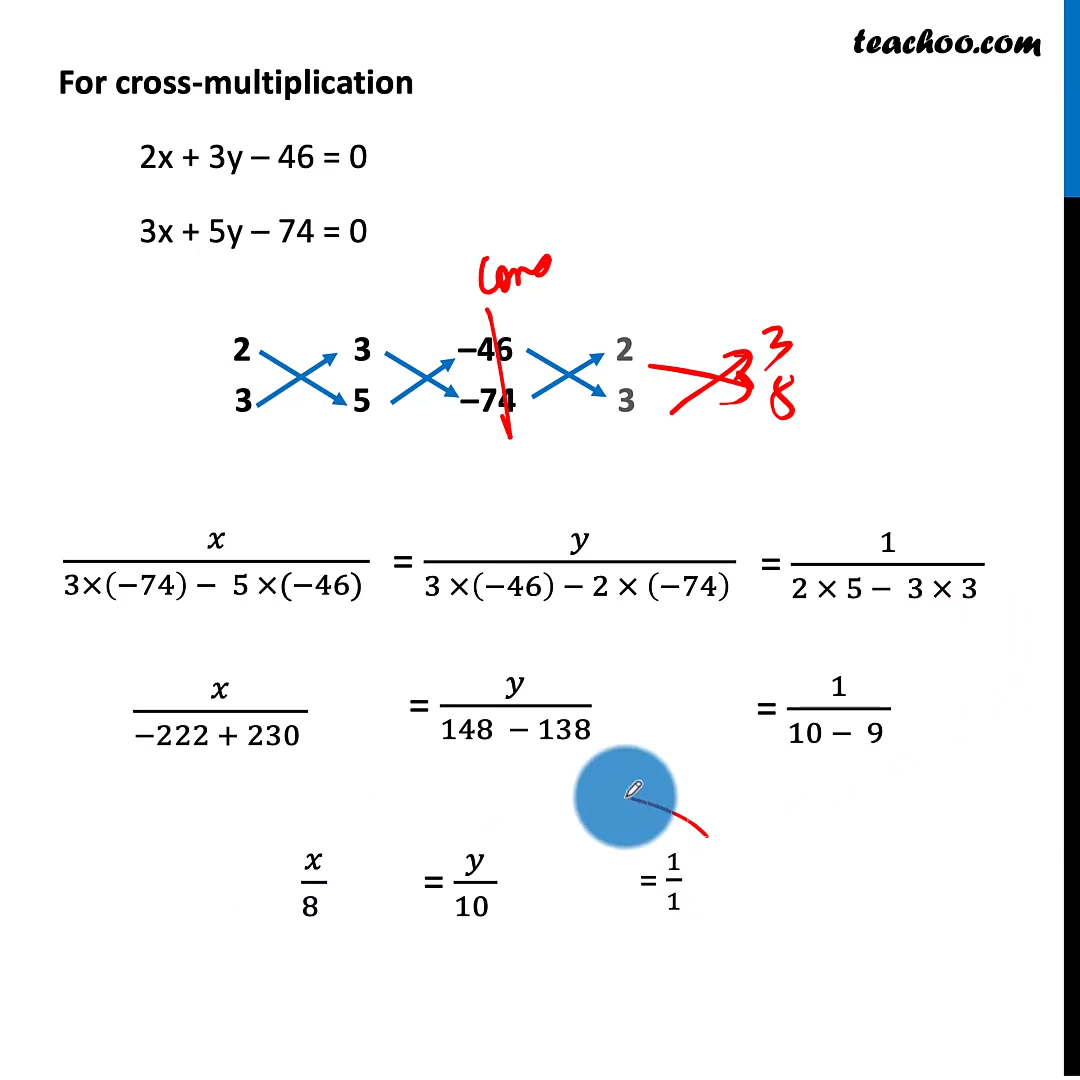 teachoo.com
For cross-multiplication
2x + 3y – 46 = 0
3x + 5y – 74 = 0
2 3 –46 2 3
3 5 –74 3 8
𝑥/(3×(−74) − 5 ×(−46)) = 𝑦/(3 ×(−46) − 2 × (−74)) = 1/(2 × 5 − 3 × 3)
𝑥/(−222 + 230) = 𝑦/(148 − 138) = 1/(10 − 9)
𝑥/8 = 𝑦/10 = 1/1